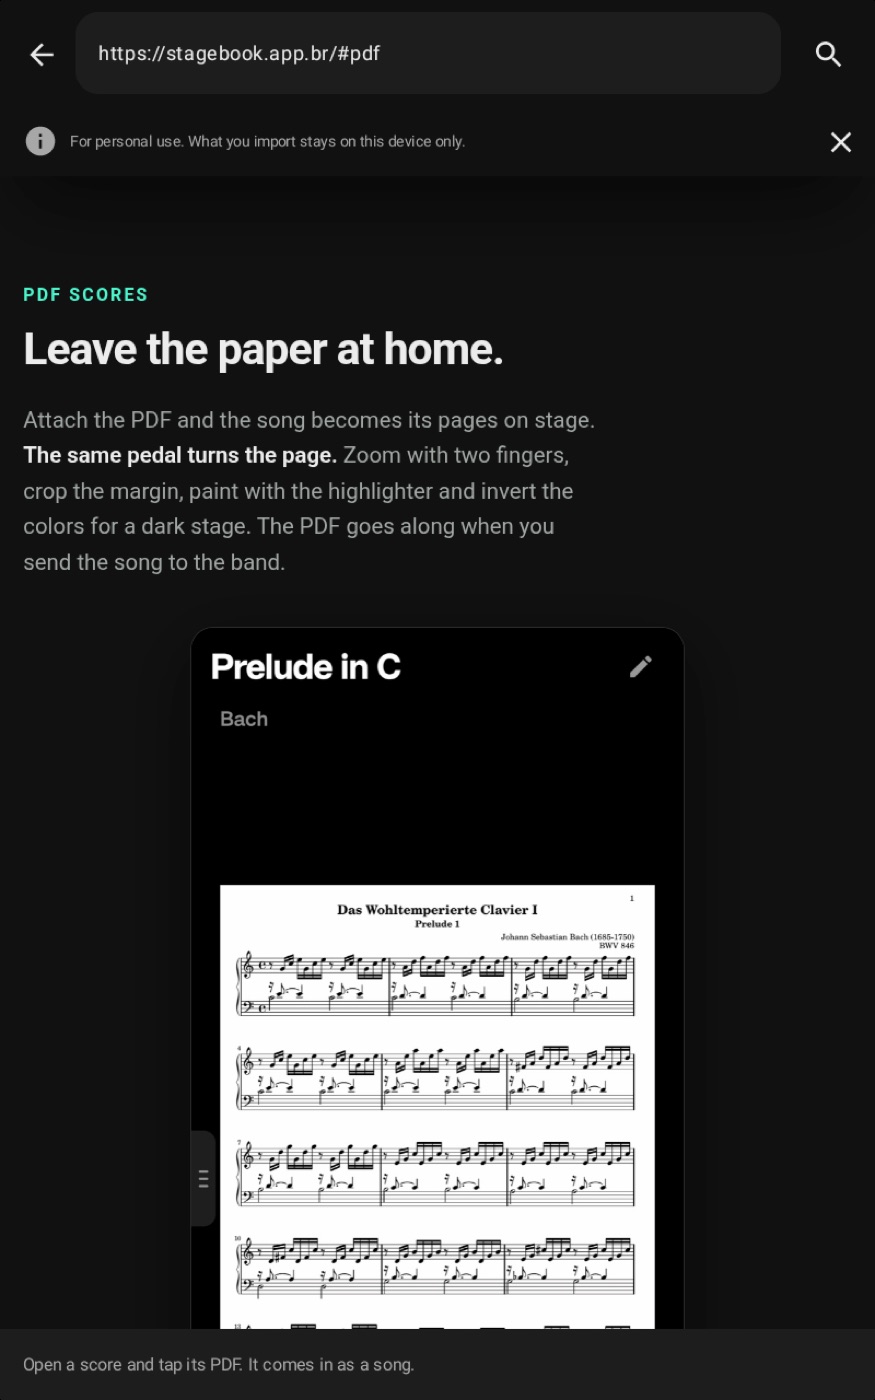 https://stagebook.app.br/#pdf
For personal use. What you import stays on this device only.
PDF SCORES
Leave the paper at home.
Attach the PDF and the song becomes its pages on stage.
The same pedal turns the page. Zoom with two fingers,
crop the margin, paint with the highlighter and invert the
colors for a dark stage. The PDF goes along when you
send the song to the band.
Prelude in C
Bach
1
Das Wohltemperierte Clavier I
Prelude 1
Johann Sebastian Bach (1685-1750)
BWV 846
4
7
10
Open a score and tap its PDF. It comes in as a song.